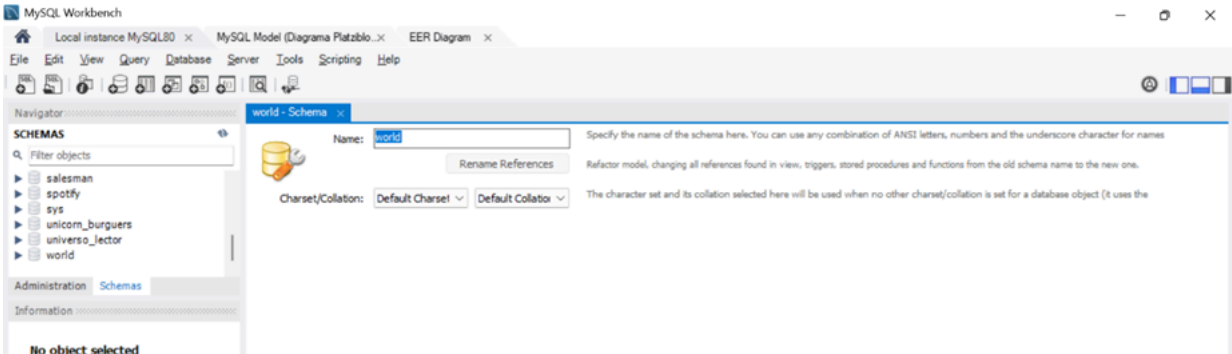 MySQL Workbench
Local instance MySQL80 × MySQL Model (Diagrama Platziblo...× EER Diagram ×
File Edit View Query Database Server Tools Scripting Help
Navigator
SCHEMAS
Filter objects
salesman
spotify
sys
unicorn_burguers
universo_lector
world
Administration Schemas
Information
No object selected
world - Schema ×
Name: world
Specify the name of the schema here. You can use any combination of ANSI letters, numbers and the underscore character for names
Rename References
Refactor model, changing all references found in view, triggers, stored procedures and functions from the old schema name to the new one.
Charset/Collation: Default Charset Default Collatior
The character set and its collation selected here will be used when no other charset/collation is set for a database object (it uses the